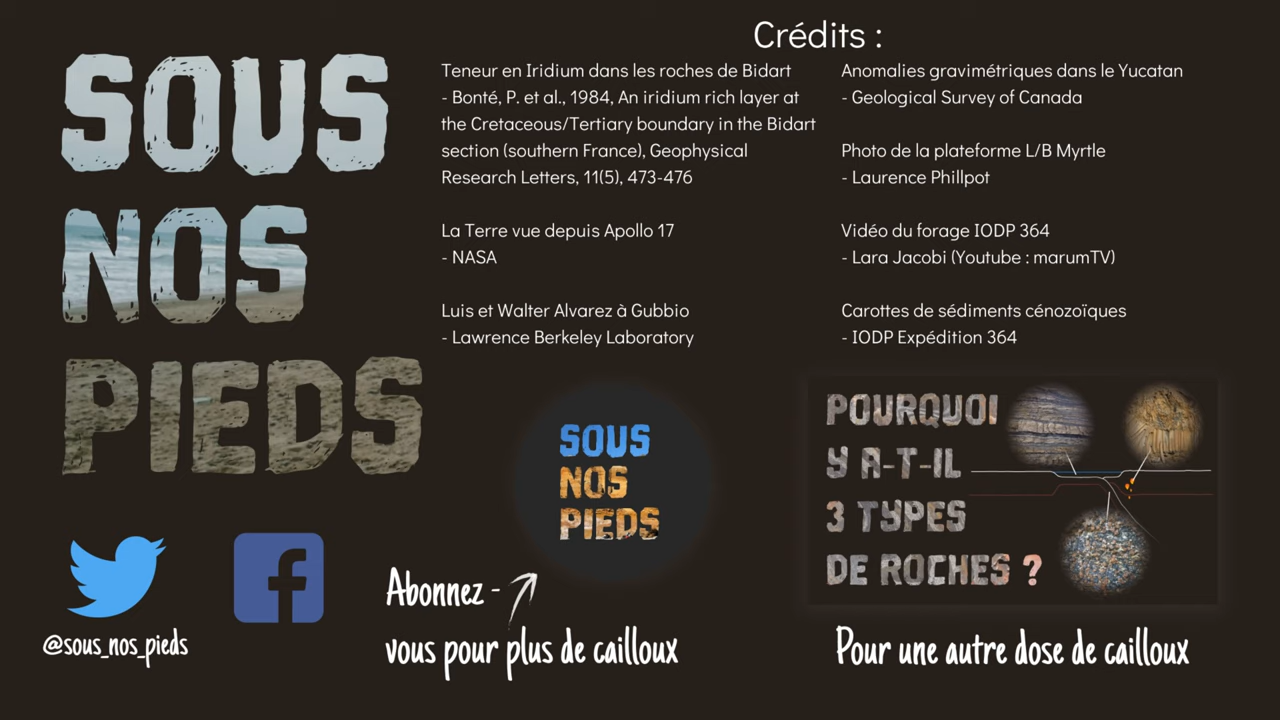 SOUS
NOS
PIEDS
Crédits :
Teneur en Iridium dans les roches de Bidart
- Bonté, P. et al., 1984, An iridium rich layer at
the Cretaceous/Tertiary boundary in the Bidart
section (southern France), Geophysical
Research Letters, 11(5), 473-476
La Terre vue depuis Apollo 17
- NASA
Luis et Walter Alvarez à Gubbio
- Lawrence Berkeley Laboratory
Anomalies gravimétriques dans le Yucatan
- Geological Survey of Canada
Photo de la plateforme L/B Myrtle
- Laurence Phillpot
Vidéo du forage IODP 364
- Lara Jacobi (Youtube : marumTV)
Carottes de sédiments cénozoïques
- IODP Expédition 364
@sous_nos_pieds
SOUS
NOS
PIEDS
Abonnez -
vous pour plus de cailloux
POURQUOI
Y A-T-IL
3 TYPES
DE ROCHES ?
Pour une autre dose de cailloux